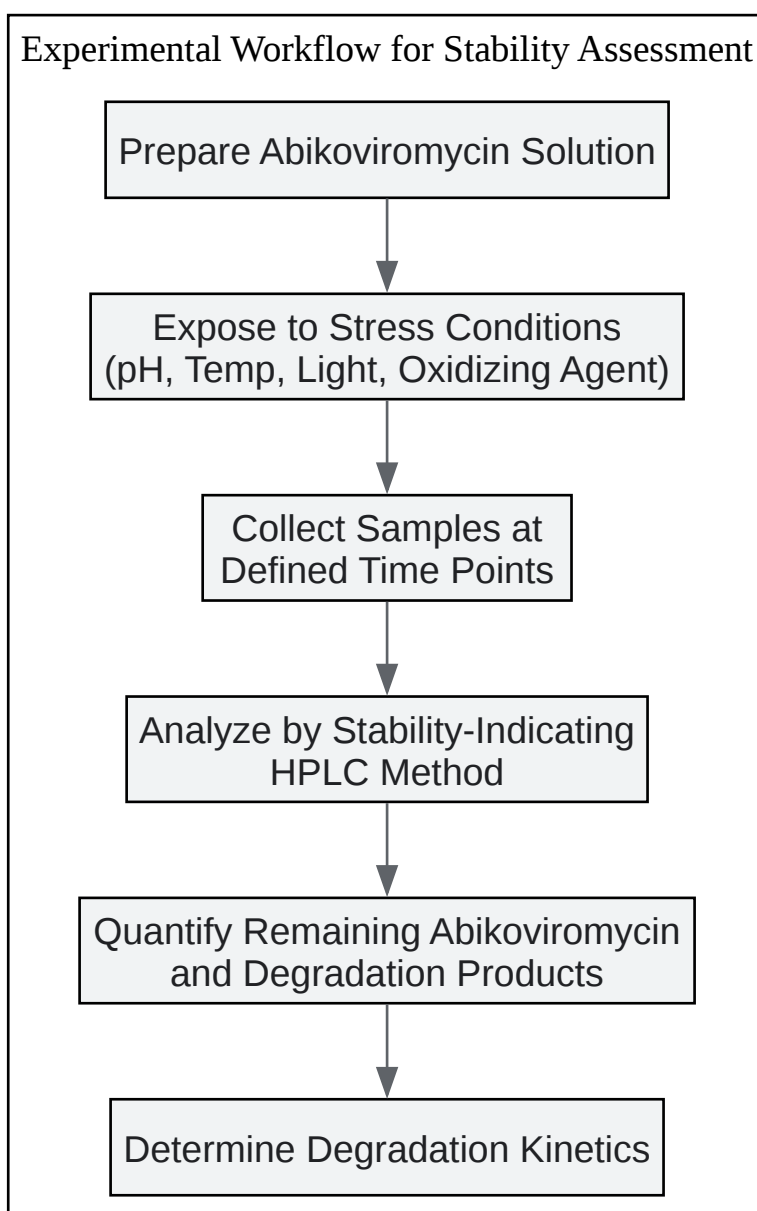 Experimental Workflow for Stability Assessment
Prepare Abikoviromycin Solution
Expose to Stress Conditions
(pH, Temp, Light, Oxidizing Agent)
Collect Samples at
Defined Time Points
Analyze by Stability-Indicating
HPLC Method
Quantify Remaining Abikoviromycin
and Degradation Products
Determine Degradation Kinetics